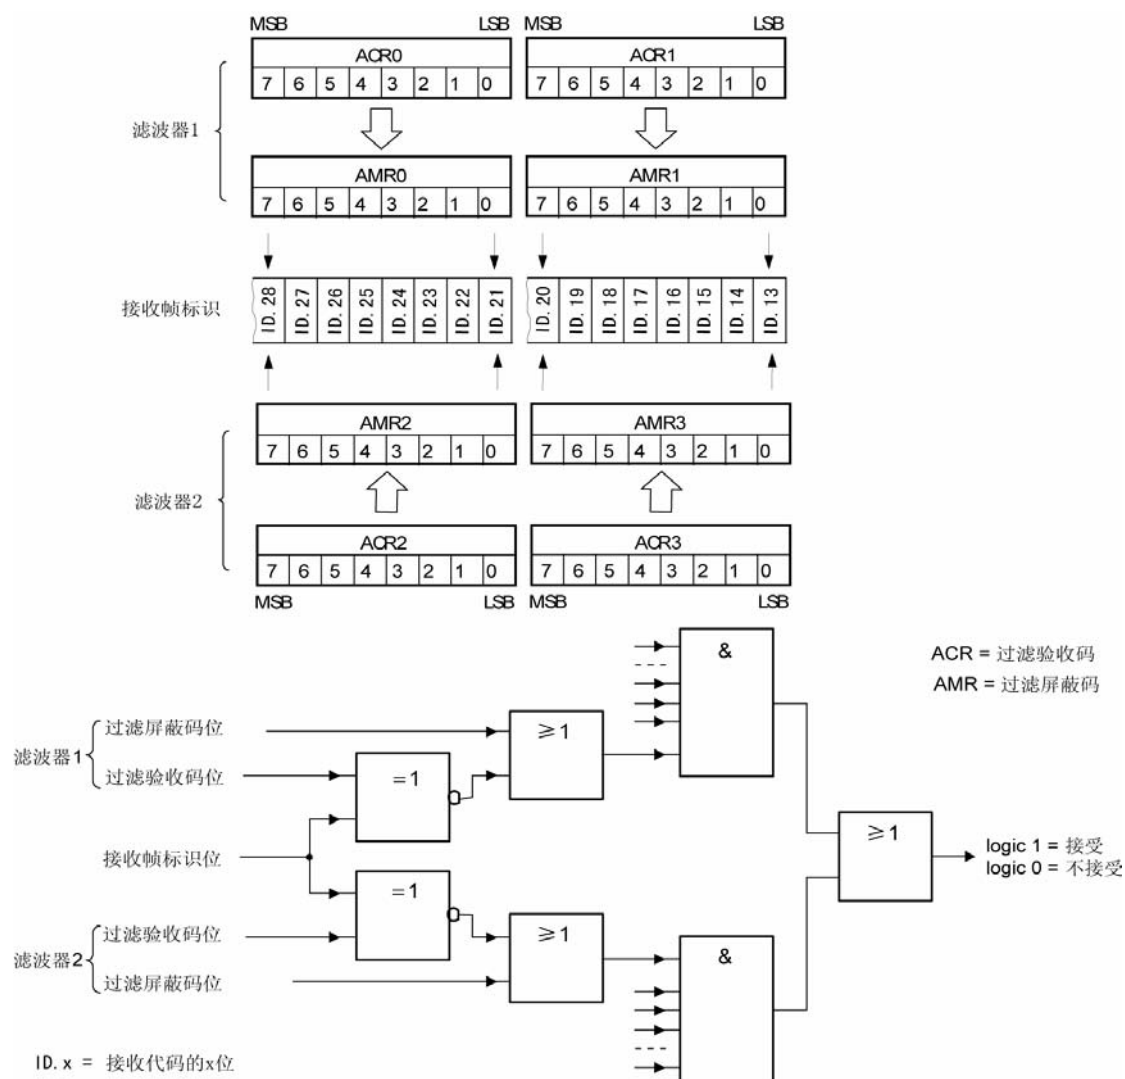 MSB LSB MSB LSB
ACR0 ACR1
7 6 5 4 3 2 1 0 7 6 5 4 3 2 1 0
滤波器1
AMR0 AMR1
7 6 5 4 3 2 1 0 7 6 5 4 3 2 1 0
接收帧标识
ID.28 ID.27 ID.26 ID.25 ID.24 ID.23 ID.22 ID.21 ID.20 ID.19 ID.18 ID.17 ID.16 ID.15 ID.14 ID.13
AMR2 AMR3
7 6 5 4 3 2 1 0 7 6 5 4 3 2 1 0
滤波器2
ACR2 ACR3
7 6 5 4 3 2 1 0 7 6 5 4 3 2 1 0
MSB LSB MSB LSB
&
ACR = 过滤验收码
AMR = 过滤屏蔽码
滤波器1
过滤屏蔽码位
≥1
过滤验收码位
=1
接收帧标识位
≥1
logic 1 = 接受
logic 0 = 不接受
=1
滤波器2
过滤验收码位
≥1
&
过滤屏蔽码位
ID.x = 接收代码的x位